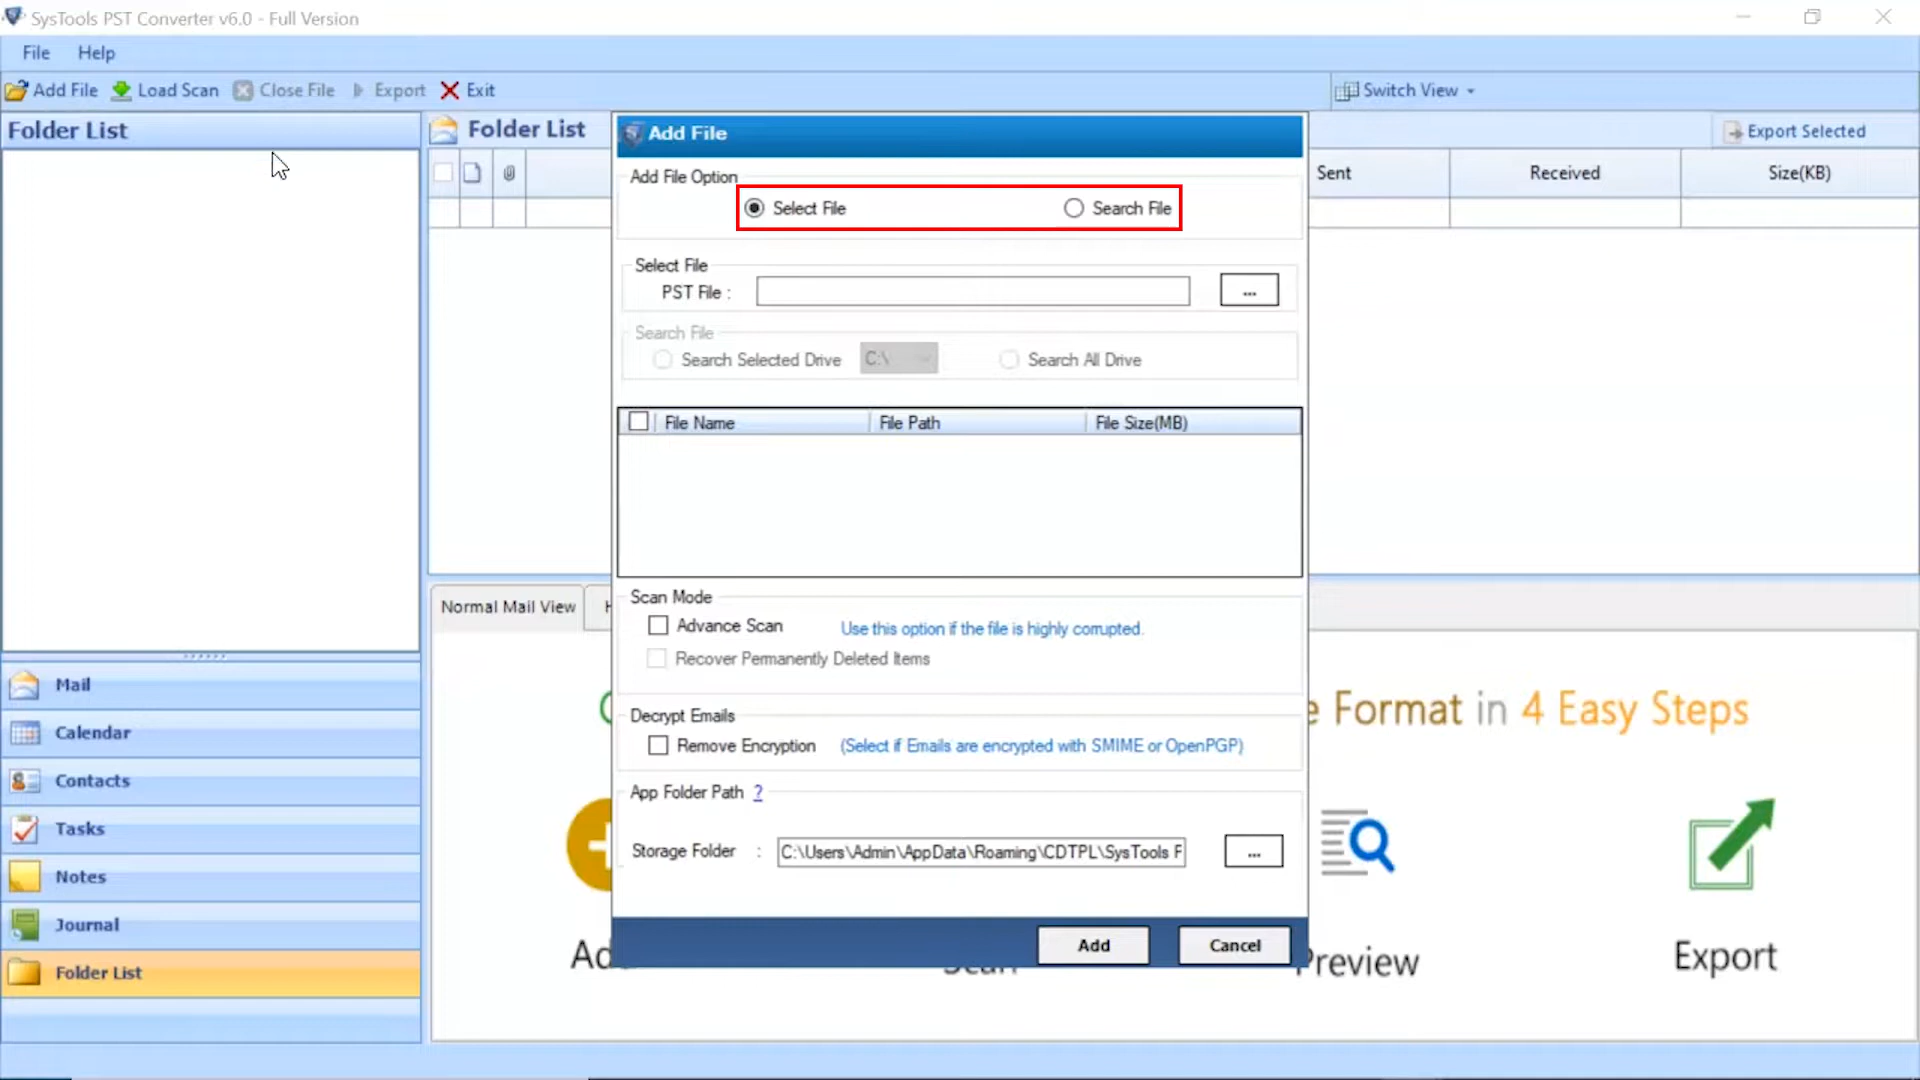 SysTools PST Converter v6.0 - Full Version
File Help
Add File Load Scan Close File Export Exit Switch View
Folder List
Folder List
Export Selected
Sent Received Size(KB)
Add File
Add File Option
Select File Search File
Select File
PST File :
...
Search File
Search Selected Drive C:\ Search All Drive
File Name File Path File Size(MB)
Scan Mode
Advance Scan Use this option if the file is highly corrupted.
Recover Permanently Deleted Items
Decrypt Emails
Remove Encryption (Select if Emails are encrypted with SMIME or OpenPGP)
App Folder Path ?
Storage Folder : C:\Users\Admin\AppData\Roaming\CDTPL\SysTools F
...
Add Cancel
Normal Mail View
Format in 4 Easy Steps
Preview
Export
Mail
Calendar
Contacts
Tasks
Notes
Journal
Folder List